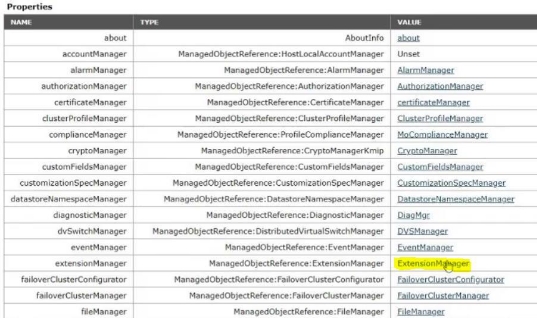 Properties
NAME TYPE VALUE
about AboutInfo about
accountManager ManagedObjectReference:HostLocalAccountManager Unset
alarmManager ManagedObjectReference:AlarmManager AlarmManager
authorizationManager ManagedObjectReference:AuthorizationManager AuthorizationManager
certificateManager ManagedObjectReference:CertificateManager certificateManager
clusterProfileManager ManagedObjectReference:ClusterProfileManager ClusterProfileManager
complianceManager ManagedObjectReference:ProfileComplianceManager MoComplianceManager
cryptoManager ManagedObjectReference:CryptoManagerKmip CryptoManager
customFieldsManager ManagedObjectReference:CustomFieldsManager CustomFieldsManager
customizationSpecManager ManagedObjectReference:CustomizationSpecManager CustomizationSpecManager
datastoreNamespaceManager ManagedObjectReference:DatastoreNamespaceManager DatastoreNamespaceManager
diagnosticManager ManagedObjectReference:DiagnosticManager DiagMgr
dvSwitchManager ManagedObjectReference:DistributedVirtualSwitchManager DVSManager
eventManager ManagedObjectReference:EventManager EventManager
extensionManager ManagedObjectReference:ExtensionManager ExtensionManager
failoverClusterConfigurator ManagedObjectReference:FailoverClusterConfigurator FailoverClusterConfigurator
failoverClusterManager ManagedObjectReference:FailoverClusterManager FailoverClusterManager
fileManager ManagedObjectReference:FileManager FileManager